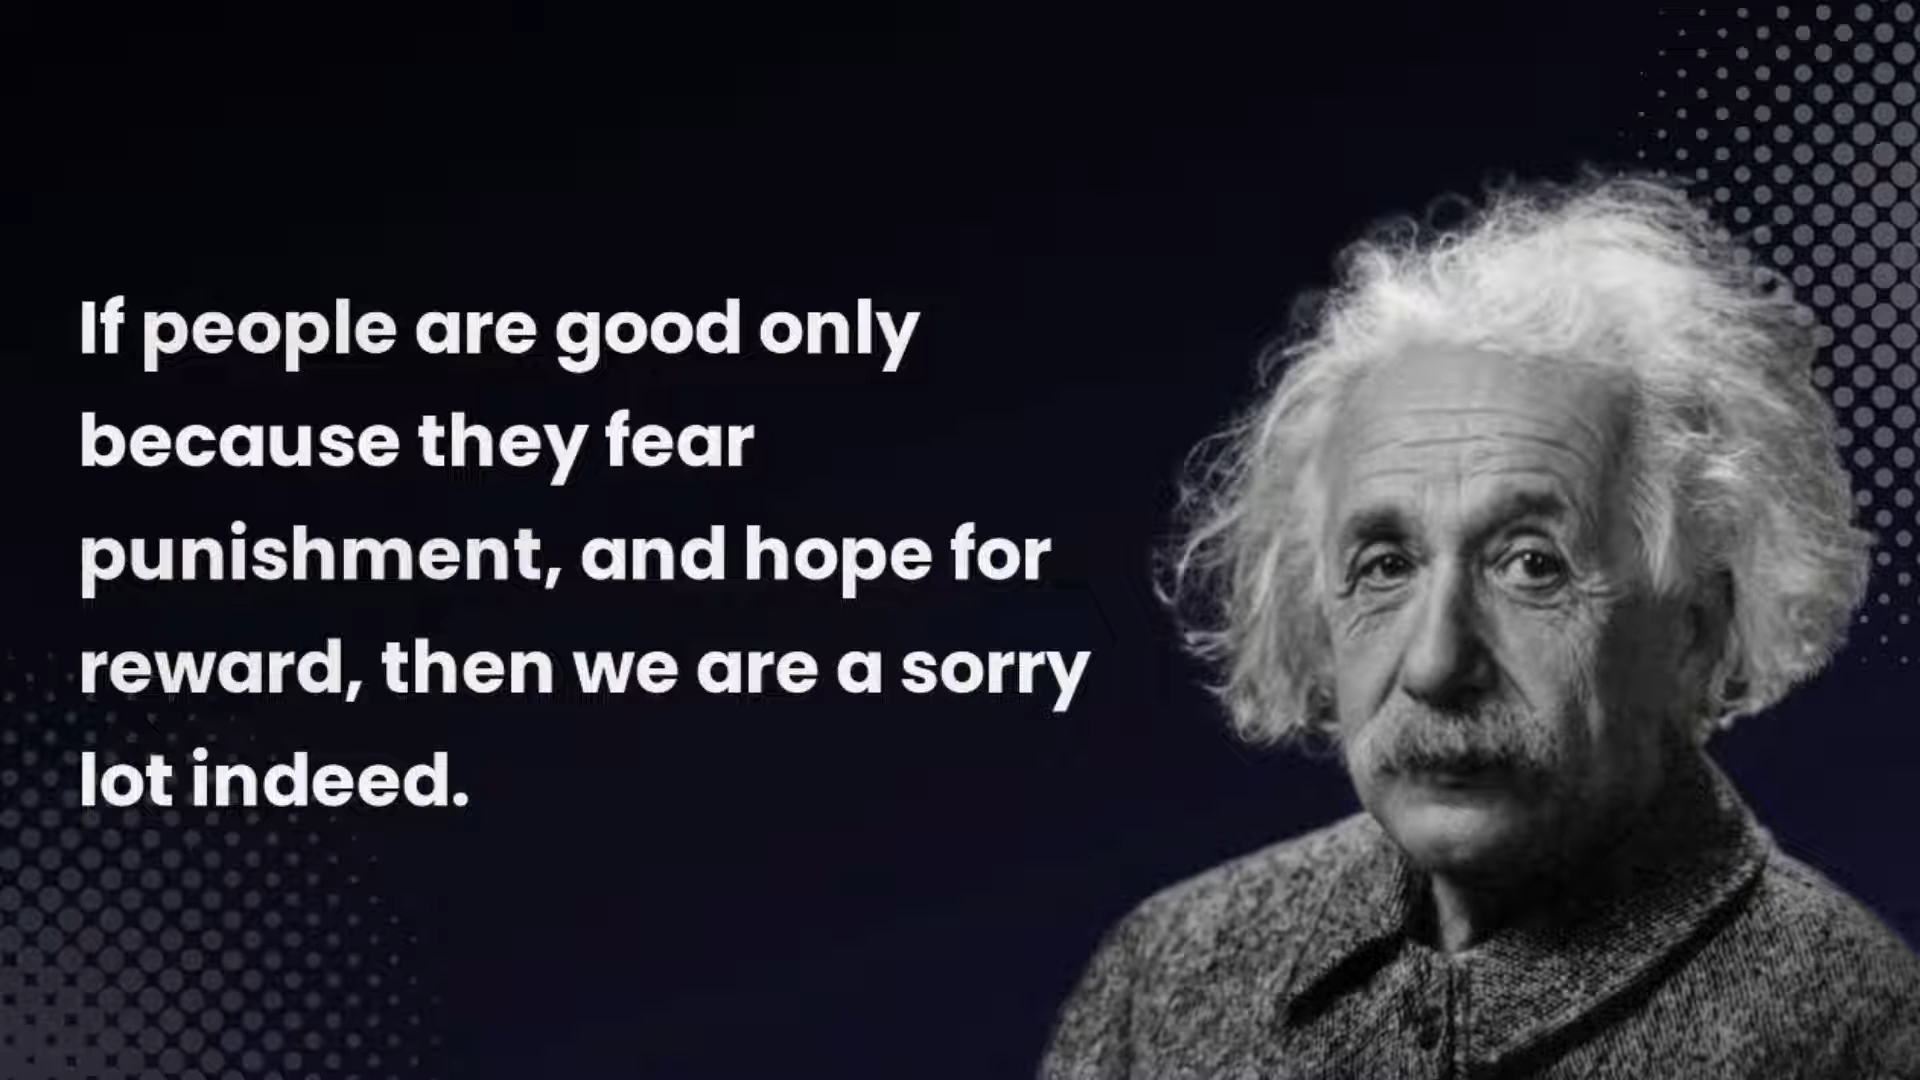 If people are good only
because they fear
punishment, and hope for
reward, then we are a sorry
lot indeed.